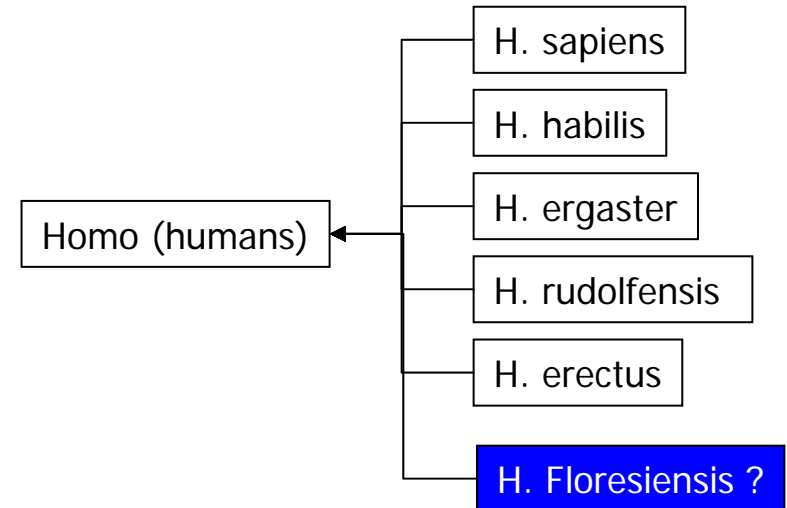 H. sapiens
H. habilis
H. ergaster
Homo (humans)
H. rudolfensis
H. erectus
H. Floresiensis ?